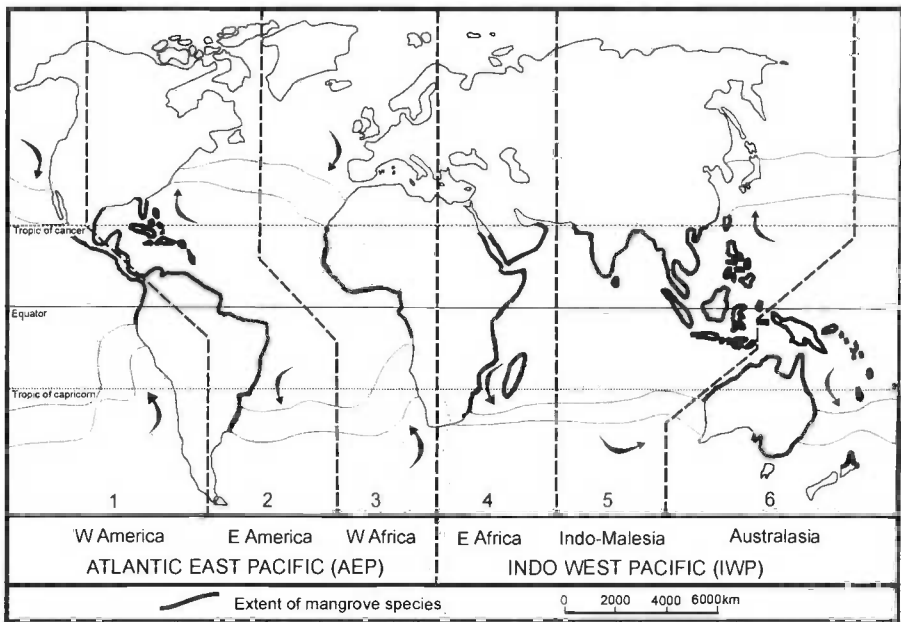 Tropic of cancer
Equator
Tropic of capricorn
1 2 3 4 5 6
W America E America W Africa E Africa Indo-Malesia Australasia
ATLANTIC EAST PACIFIC (AEP) INDO WEST PACIFIC (IWP)
Extent of mangrove species 0 2000 4000 6000km